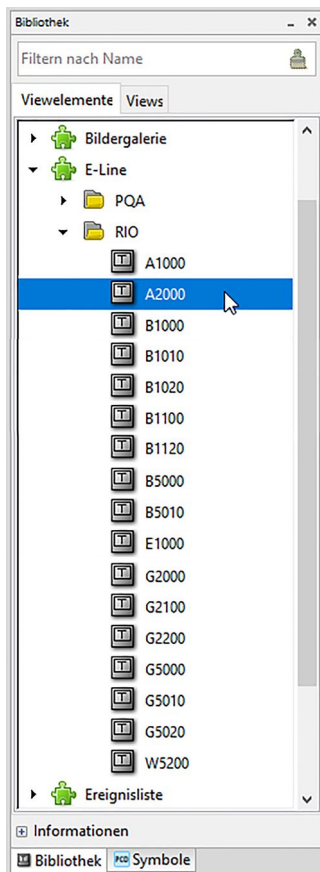 Bibliothek
Filtern nach Name
Viewelemente Views
Bildergalerie
E-Line
PQA
RIO
A1000
A2000
B1000
B1010
B1020
B1100
B1120
B5000
B5010
E1000
G2000
G2100
G2200
G5000
G5010
G5020
W5200
Ereignisliste
Informationen
Bibliothek PCD Symbole